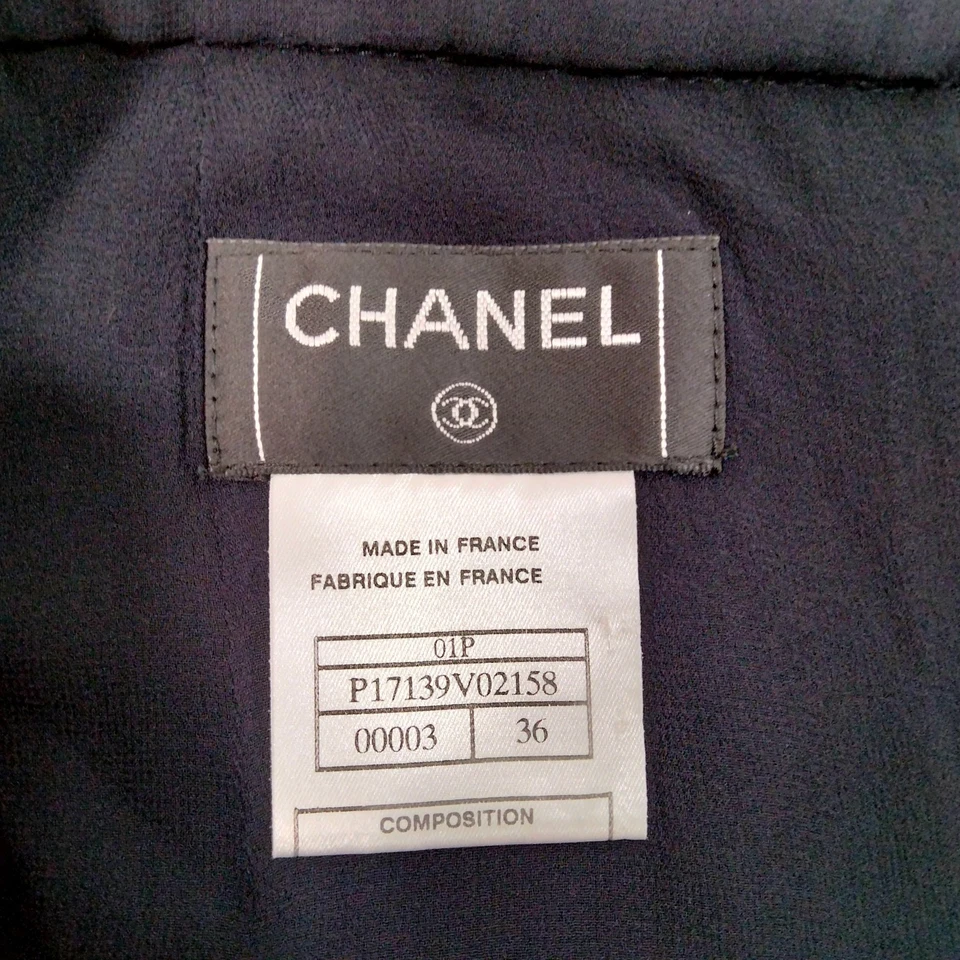 CHANEL
MADE IN FRANCE
FABRIQUE EN FRANCE
01P
P17139V02158
00003 36
COMPOSITION